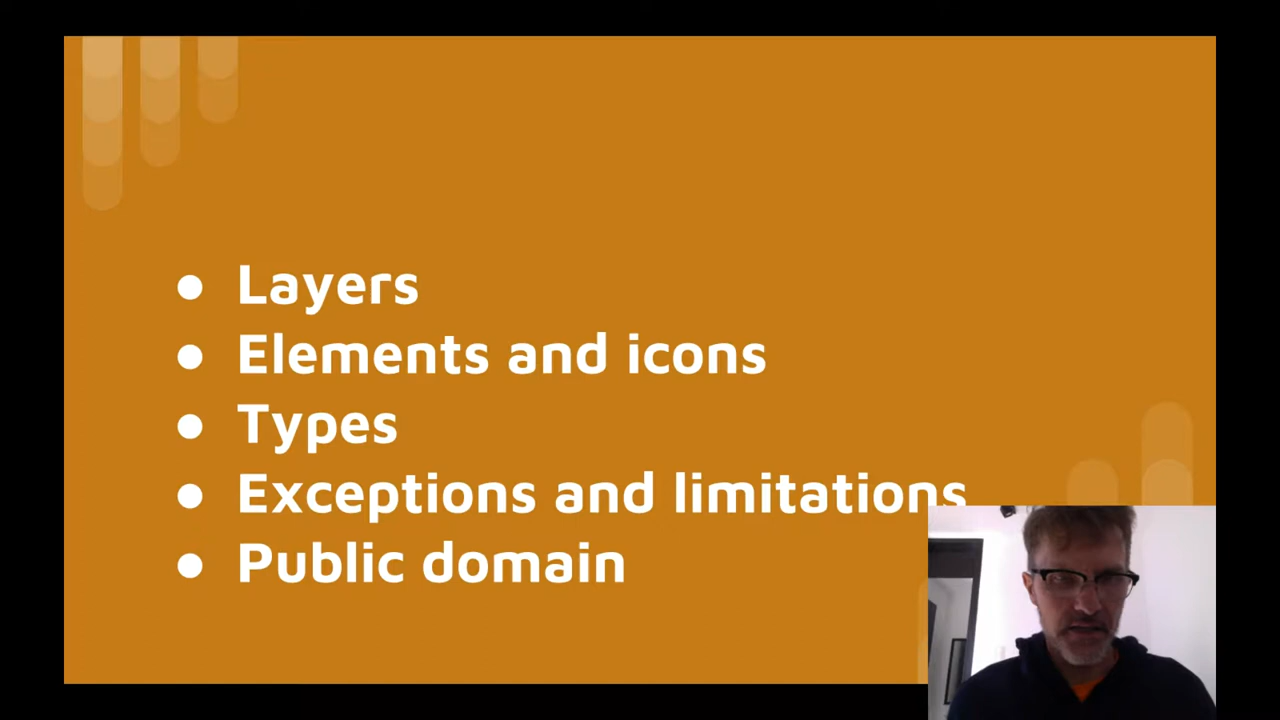 ● Layers
● Elements and icons
● Types
● Exceptions and limitations
● Public domain